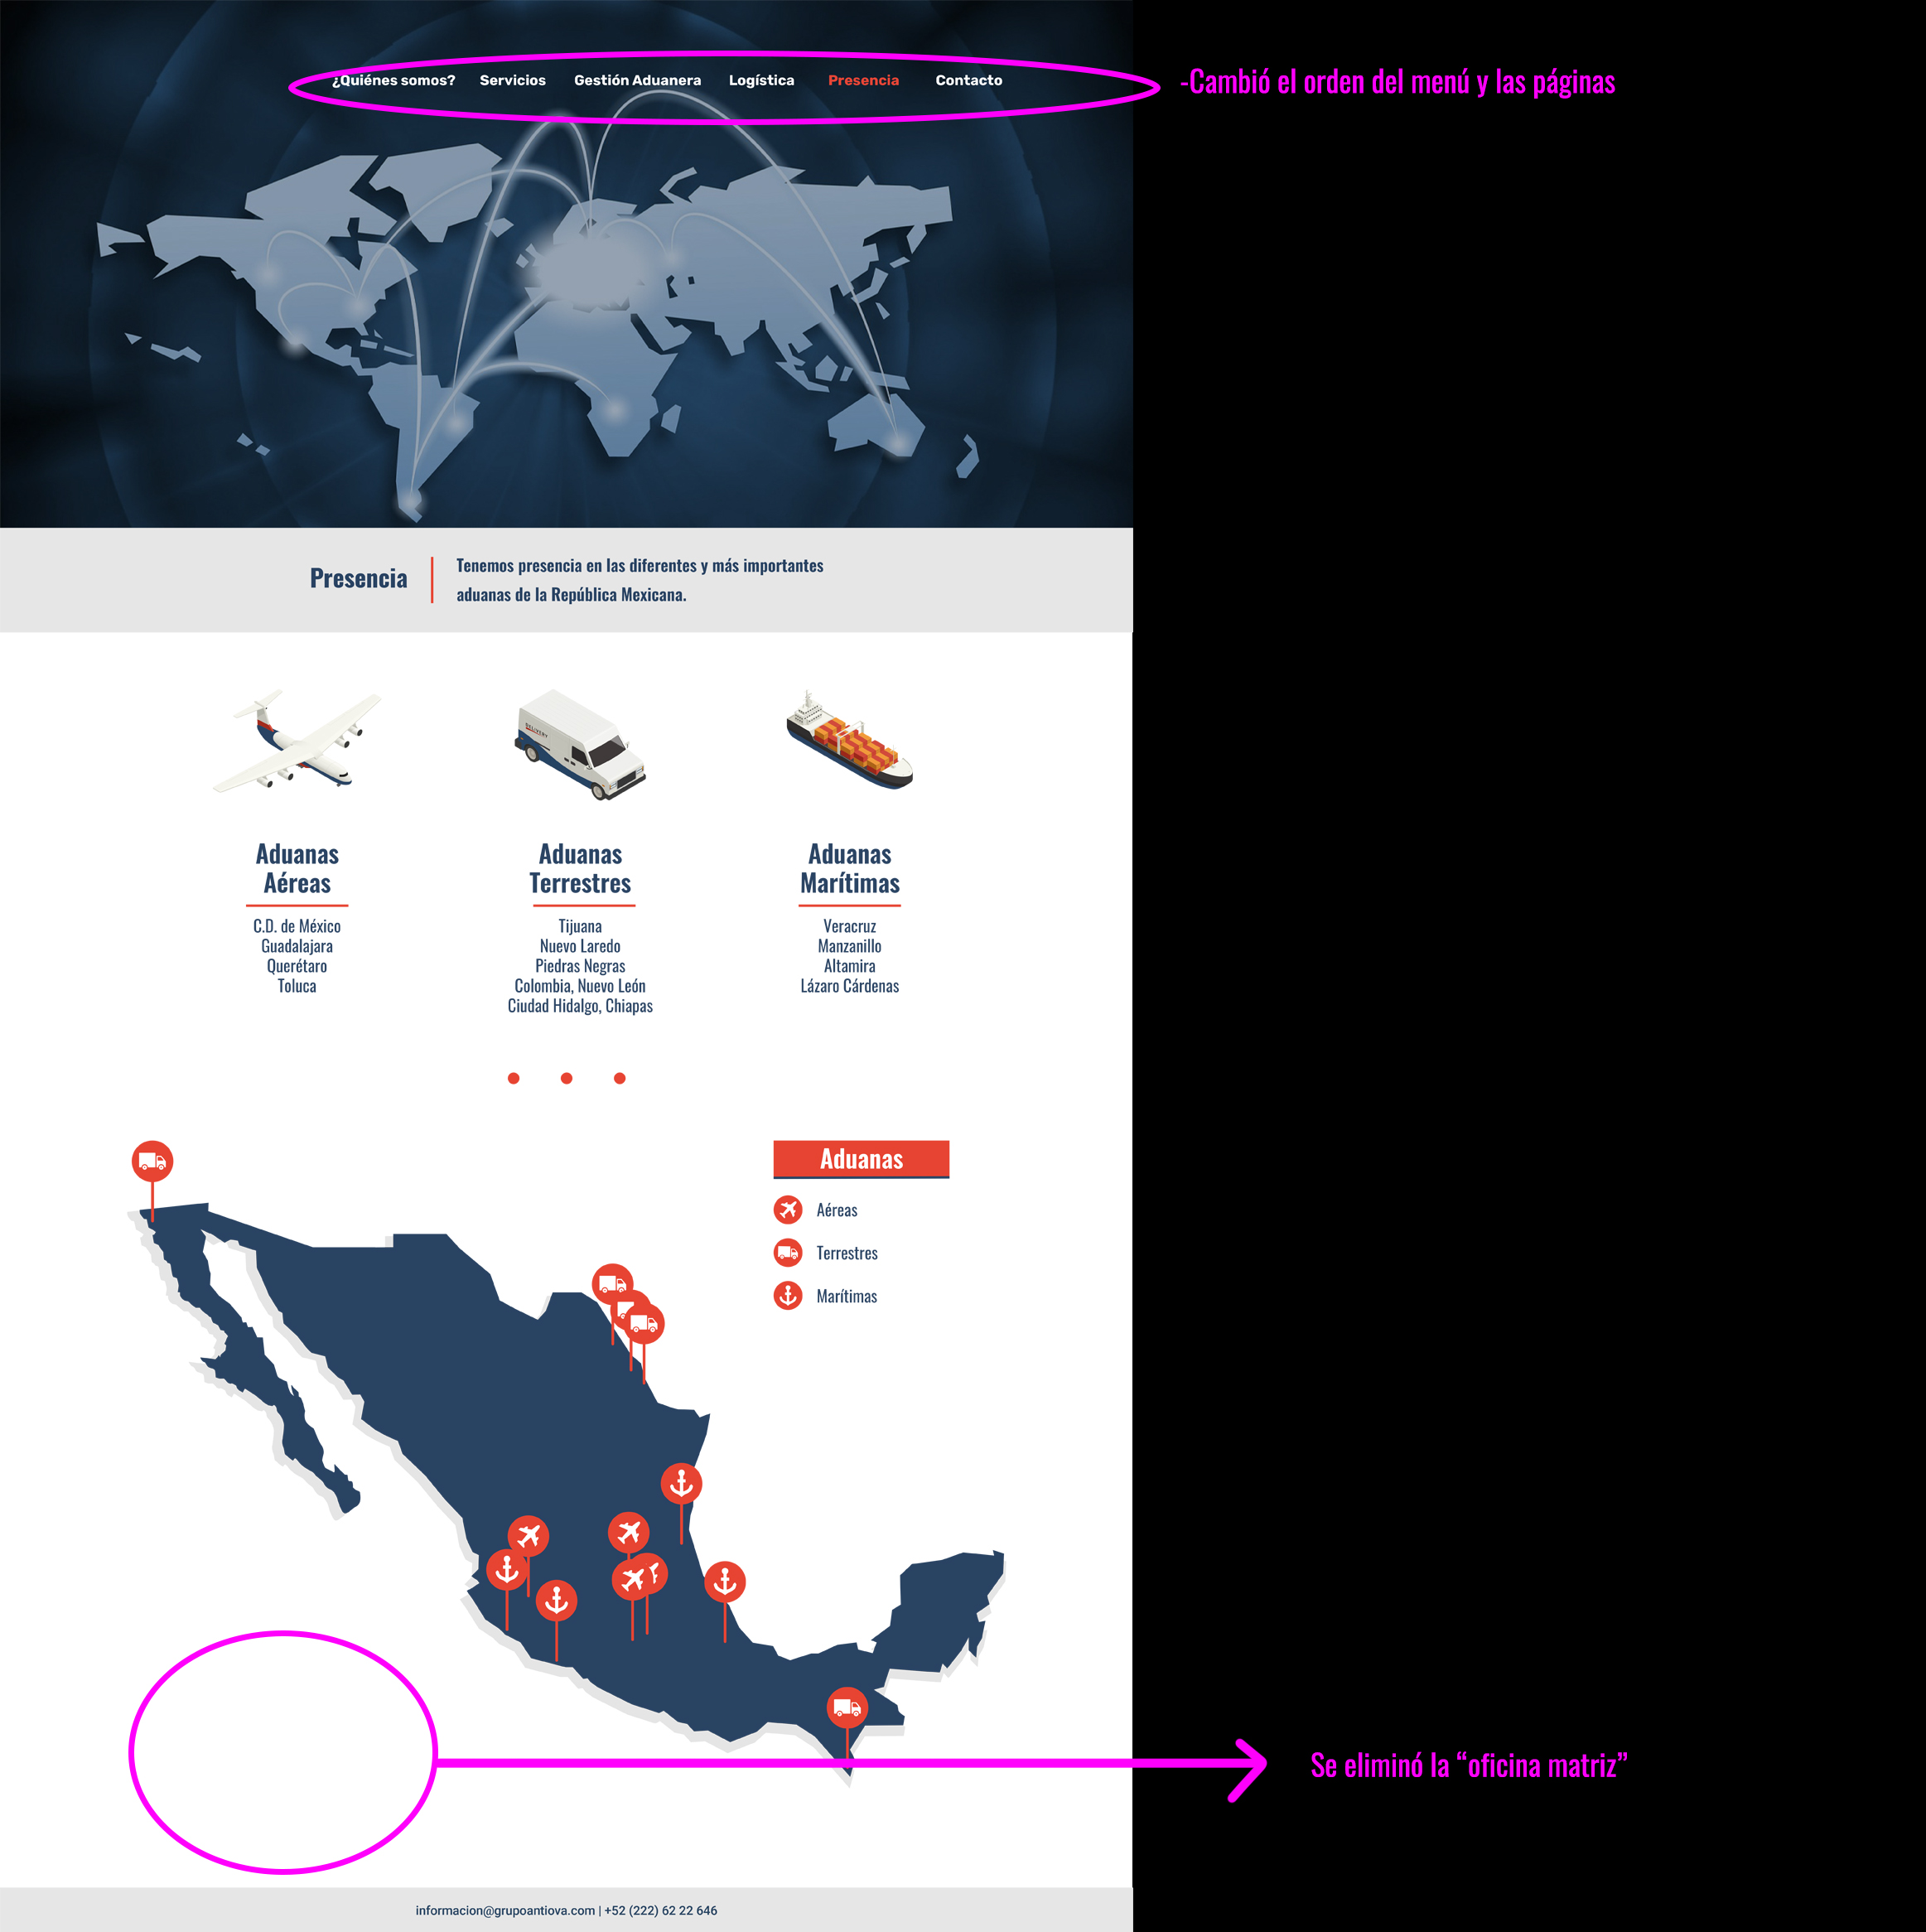 ¿Quiénes somos? Servicios Gestión Aduanera Logística Presencia Contacto
-Cambió el orden del menú y las páginas
Presencia
Tenemos presencia en las diferentes y más importantes
aduanas de la República Mexicana.
DELIVERY
Aduanas
Aéreas
C.D. de México
Guadalajara
Querétaro
Toluca
Aduanas
Terrestres
Tijuana
Nuevo Laredo
Piedras Negras
Colombia, Nuevo León
Ciudad Hidalgo, Chiapas
Aduanas
Marítimas
Veracruz
Manzanillo
Altamira
Lázaro Cárdenas
Aduanas
Aéreas
Terrestres
Marítimas
Se eliminó la “oficina matriz”
informacion@grupoantiova.com | +52 (222) 62 22 646